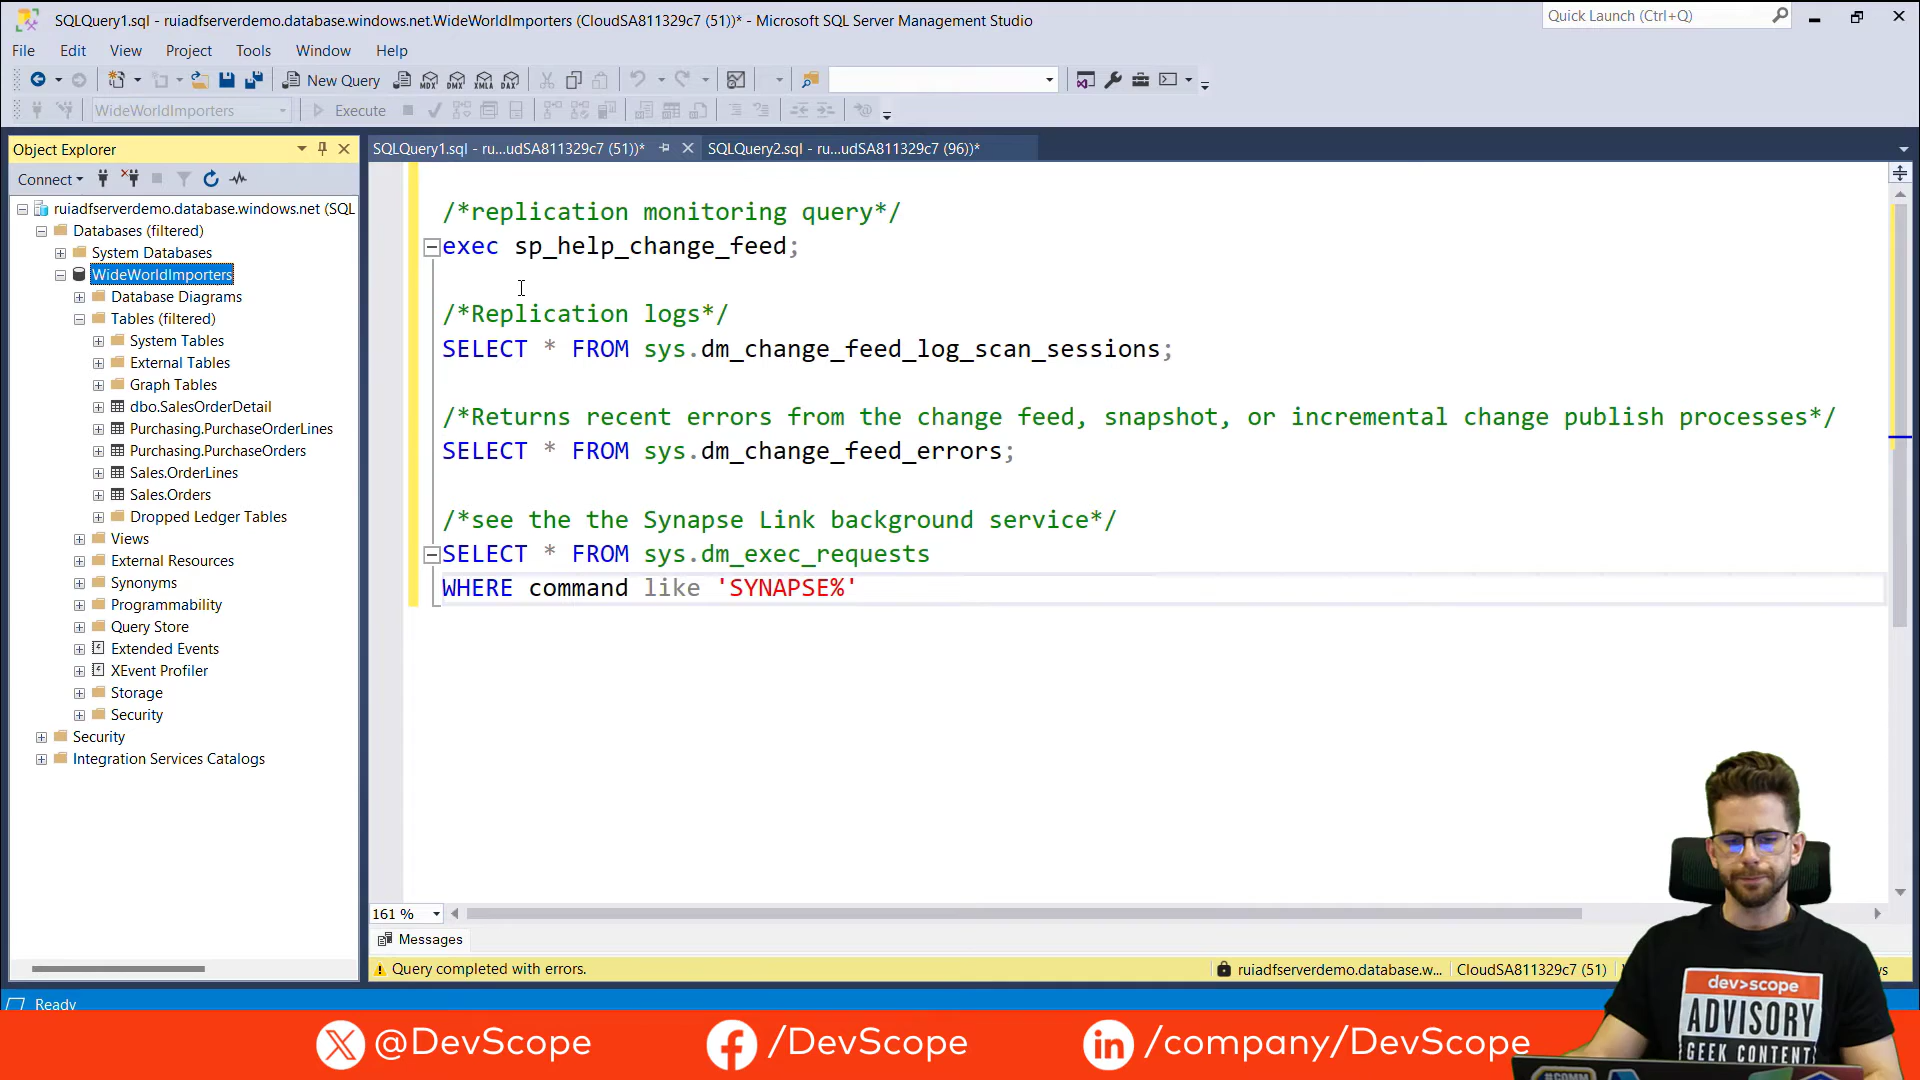 SQLQuery1.sql - ruiadfserverdemo.database.windows.net.WideWorldImporters (CloudSA811329c7 (51))* - Microsoft SQL Server Management Studio
Quick Launch (Ctrl+Q)
File Edit View Project Tools Window Help
New Query
MDX DMX XMLA DAX
WideWorldImporters
Execute
Object Explorer
SQLQuery1.sql - ru...udSA811329c7 (51))*
SQLQuery2.sql - ru...udSA811329c7 (96))*
Connect
ruiadfserverdemo.database.windows.net (SQL
Databases (filtered)
System Databases
WideWorldImporters
Database Diagrams
Tables (filtered)
System Tables
External Tables
Graph Tables
dbo.SalesOrderDetail
Purchasing.PurchaseOrderLines
Purchasing.PurchaseOrders
Sales.OrderLines
Sales.Orders
Dropped Ledger Tables
Views
External Resources
Synonyms
Programmability
Query Store
Extended Events
XEvent Profiler
Storage
Security
Security
Integration Services Catalogs
/*replication monitoring query*/
exec sp_help_change_feed;
/*Replication logs*/
SELECT * FROM sys.dm_change_feed_log_scan_sessions;
/*Returns recent errors from the change feed, snapshot, or incremental change publish processes*/
SELECT * FROM sys.dm_change_feed_errors;
/*see the the Synapse Link background service*/
SELECT * FROM sys.dm_exec_requests
WHERE command like 'SYNAPSE%'
161 %
Messages
Query completed with errors.
ruiadfserverdemo.database.w...
CloudSA811329c7 (51)
Ready
dev>scope
ADVISORY
GEEK CONTENT
@DevScope
/DevScope
/company/DevScope